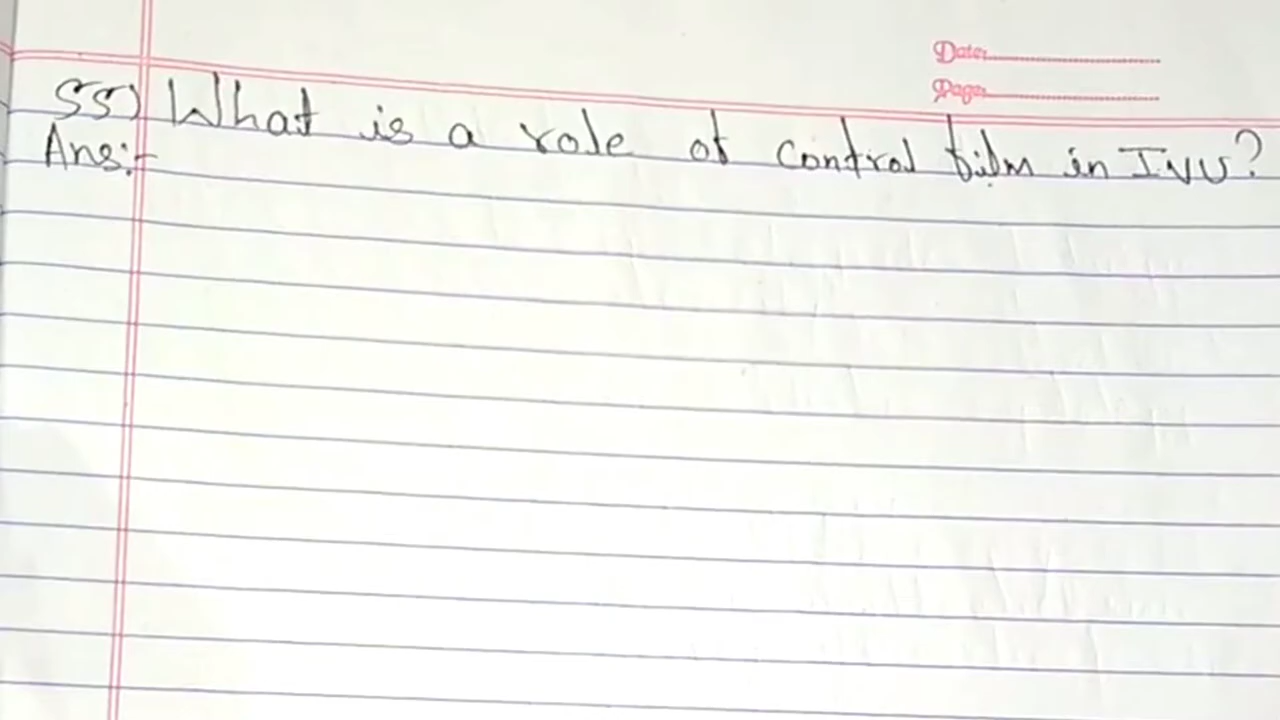 Date:
Page:
55) What is a role of control film in IVU?
Ans:-